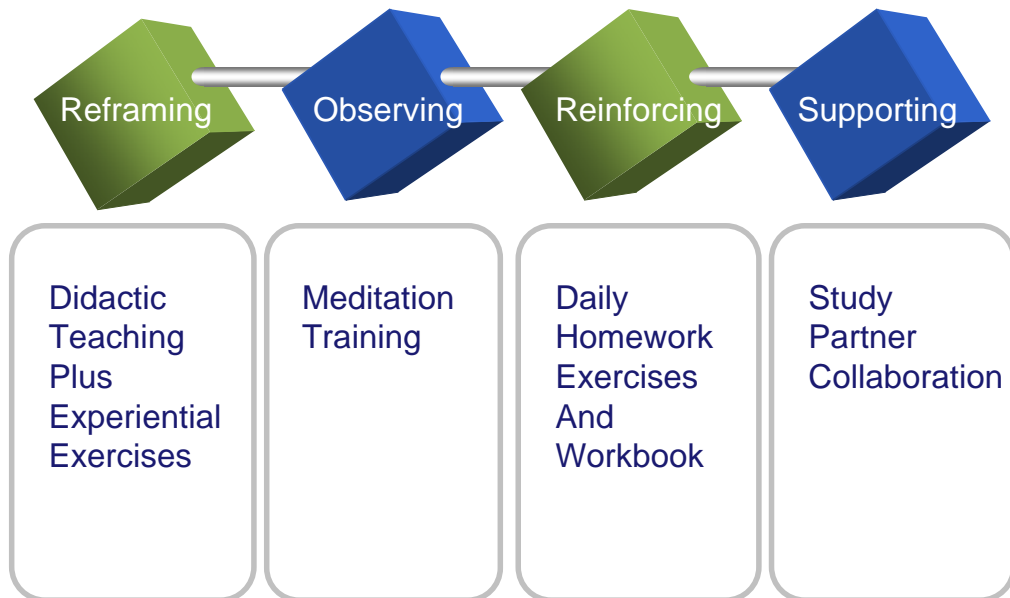 Reframing
Observing
Reinforcing
Supporting
Didactic
Teaching
Plus
Experiential
Exercises
Meditation
Training
Daily
Homework
Exercises
And
Workbook
Study
Partner
Collaboration